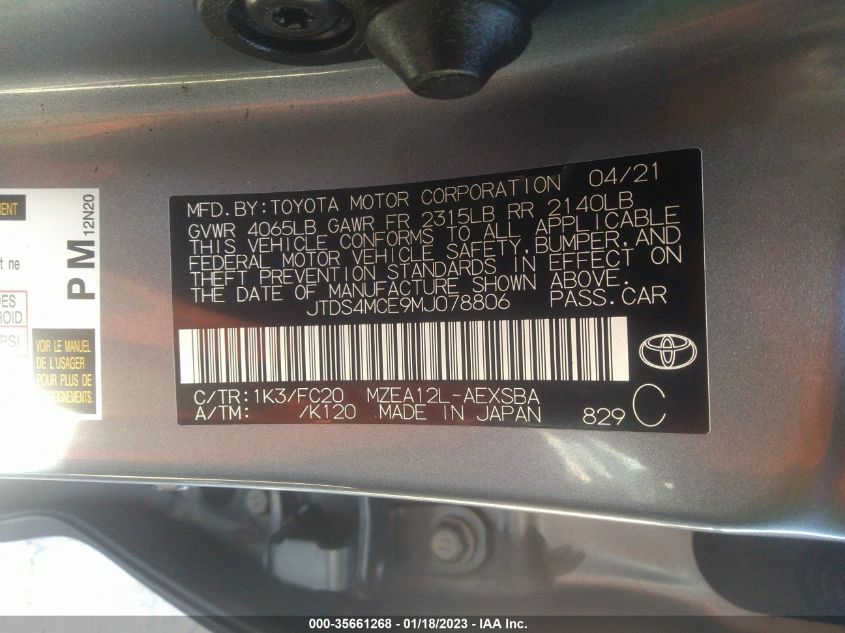 MFD. BY: TOYOTA MOTOR CORPORATION 04/21
GVWR 4065LB GAWR FR 2315LB RR 2140LB
THIS VEHICLE CONFORMS TO ALL APPLICABLE
FEDERAL MOTOR VEHICLE SAFETY, BUMPER, AND
THEFT PREVENTION STANDARDS IN EFFECT ON
THE DATE OF MANUFACTURE SHOWN ABOVE.
JTDS4MCE9MJ078806 PASS. CAR
C/TR: 1K3/FC20 MZEA12L-AEXSBA
A/TM: /K120 MADE IN JAPAN 829 C
PM
12N20
VOIR LE MANUEL
DE L'USAGER
POUR PLUS DE
000-35661268 - 01/18/2023 - IAA Inc.